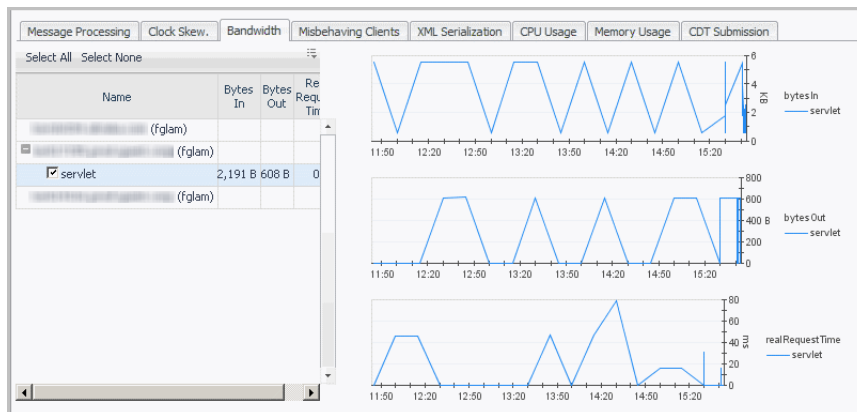 Message Processing Clock Skew. Bandwidth Misbehaving Clients XML Serialization CPU Usage Memory Usage CDT Submission
Select All Select None
Name Bytes In Bytes Out Re Requ Tim
(fglam)
(fglam)
servlet 2,191 B 608 B 0
(fglam)
6
4
2
0
KB
bytesIn
servlet
11:50 12:20 12:50 13:20 13:50 14:20 14:50 15:20
800
400 B
200
0
bytesOut
servlet
11:50 12:20 12:50 13:20 13:50 14:20 14:50 15:20
80
60
40
20
0
ms
realRequestTime
servlet
11:50 12:20 12:50 13:20 13:50 14:20 14:50 15:20